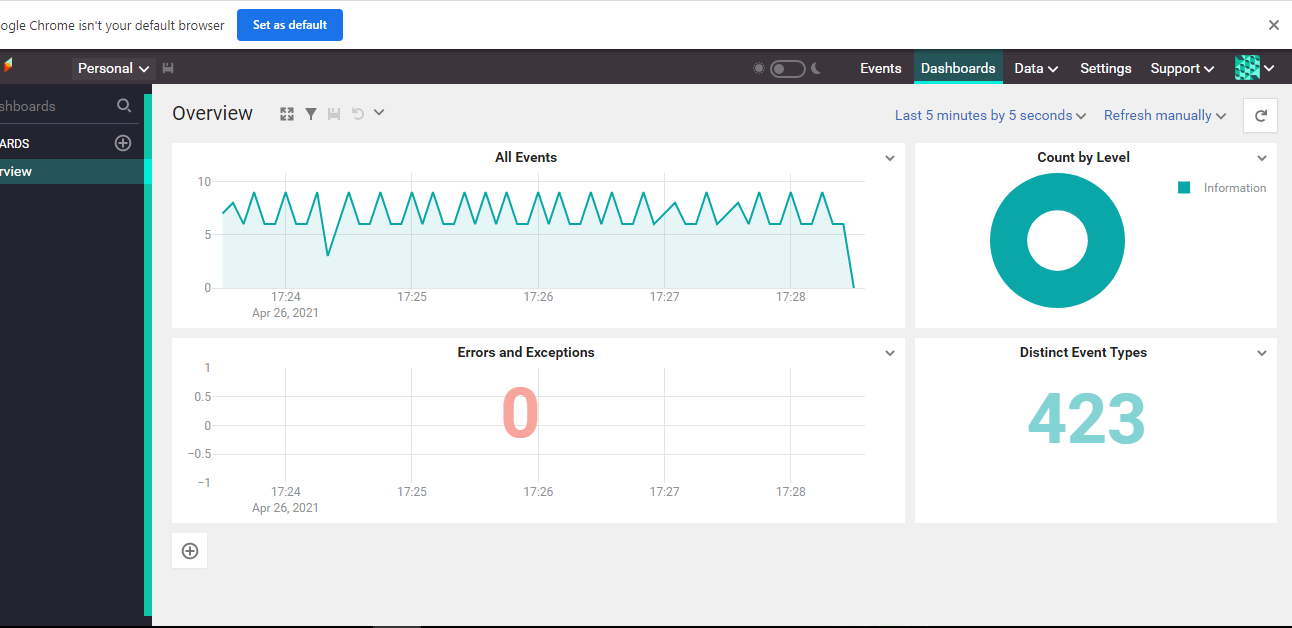 ogle Chrome isn't your default browser Set as default
Personal Events Dashboards Data Settings Support
shboards
ARDS
rview
Overview Last 5 minutes by 5 seconds Refresh manually
All Events
10
5
0
17:24 17:25 17:26 17:27 17:28
Apr 26, 2021
Count by Level
Information
Errors and Exceptions
1
0.5
0
−0.5
−1
0
17:24 17:25 17:26 17:27 17:28
Apr 26, 2021
Distinct Event Types
423